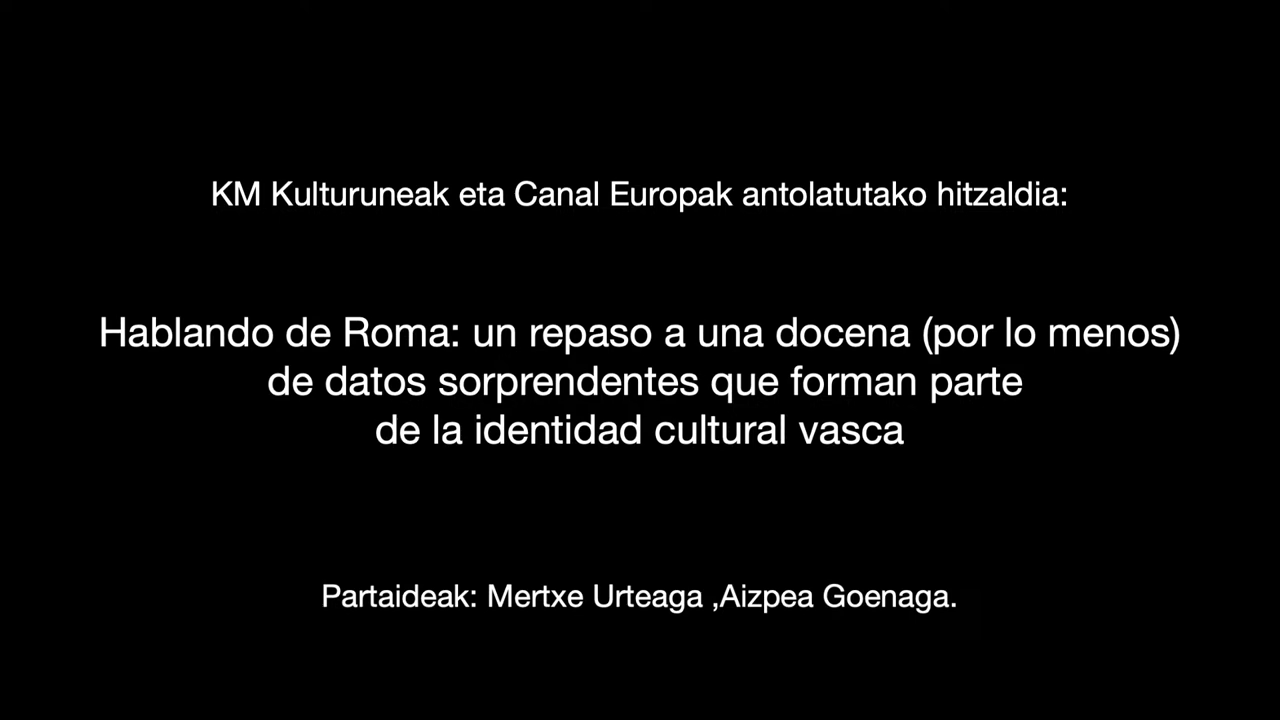 KM Kulturuneak eta Canal Europak antolatutako hitzaldia:
Hablando de Roma: un repaso a una docena (por lo menos)
de datos sorprendentes que forman parte
de la identidad cultural vasca
Partaideak: Mertxe Urteaga ,Aizpea Goenaga.